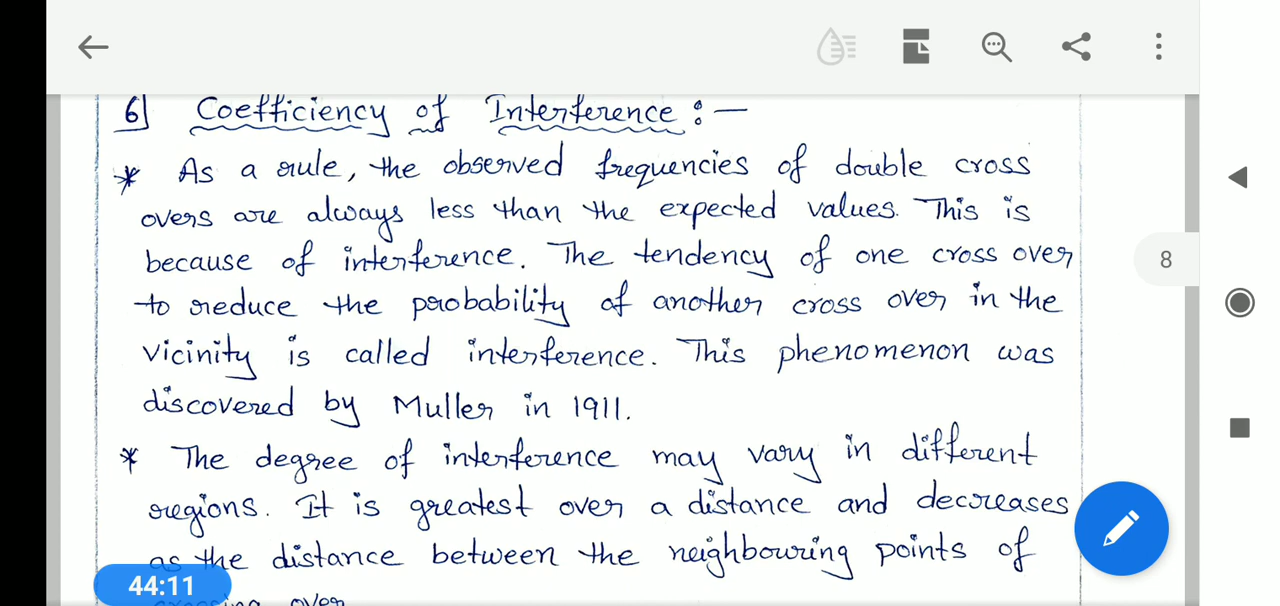 6] Coefficiency of Interference :-
* As a rule, the observed frequencies of double cross
overs are always less than the expected values. This is
because of interference. The tendency of one cross over
to reduce the probability of another cross over in the
8
vicinity is called interference. This phenomenon was
discovered by Muller in 1911.
* The degree of interference may vary in different
regions. It is greatest over a distance and decreases
as the distance between the neighbouring points of
44:11
over